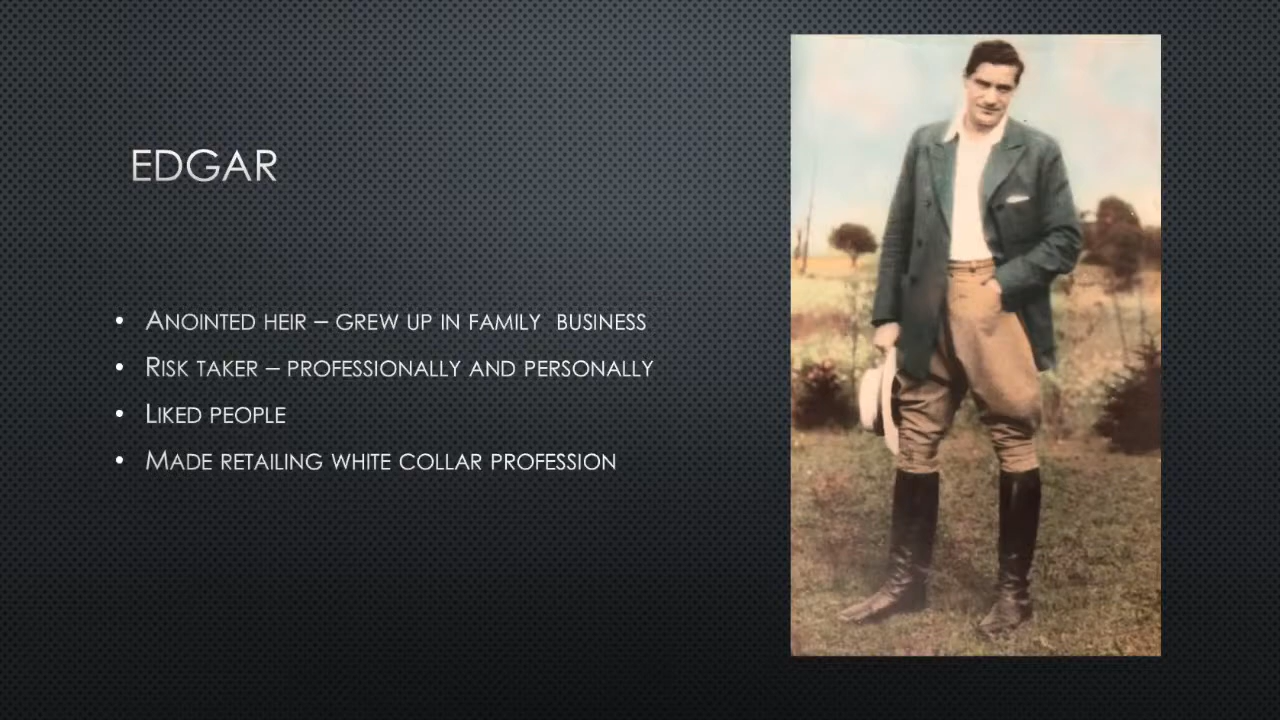 EDGAR
• ANOINTED HEIR – GREW UP IN FAMILY  BUSINESS
• RISK TAKER – PROFESSIONALLY AND PERSONALLY
• LIKED PEOPLE
• MADE RETAILING WHITE COLLAR PROFESSION